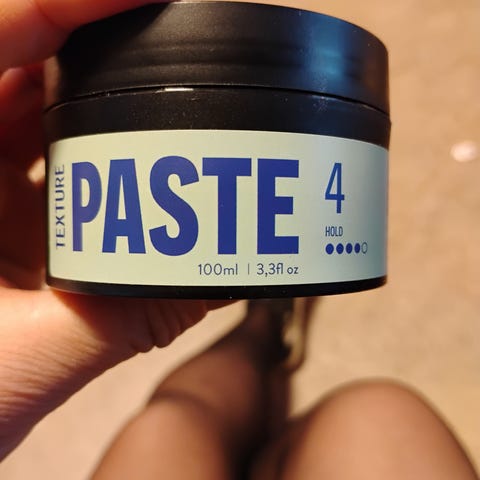 TEXTURE
PASTE
4
HOLD
100ml | 3,3fl oz